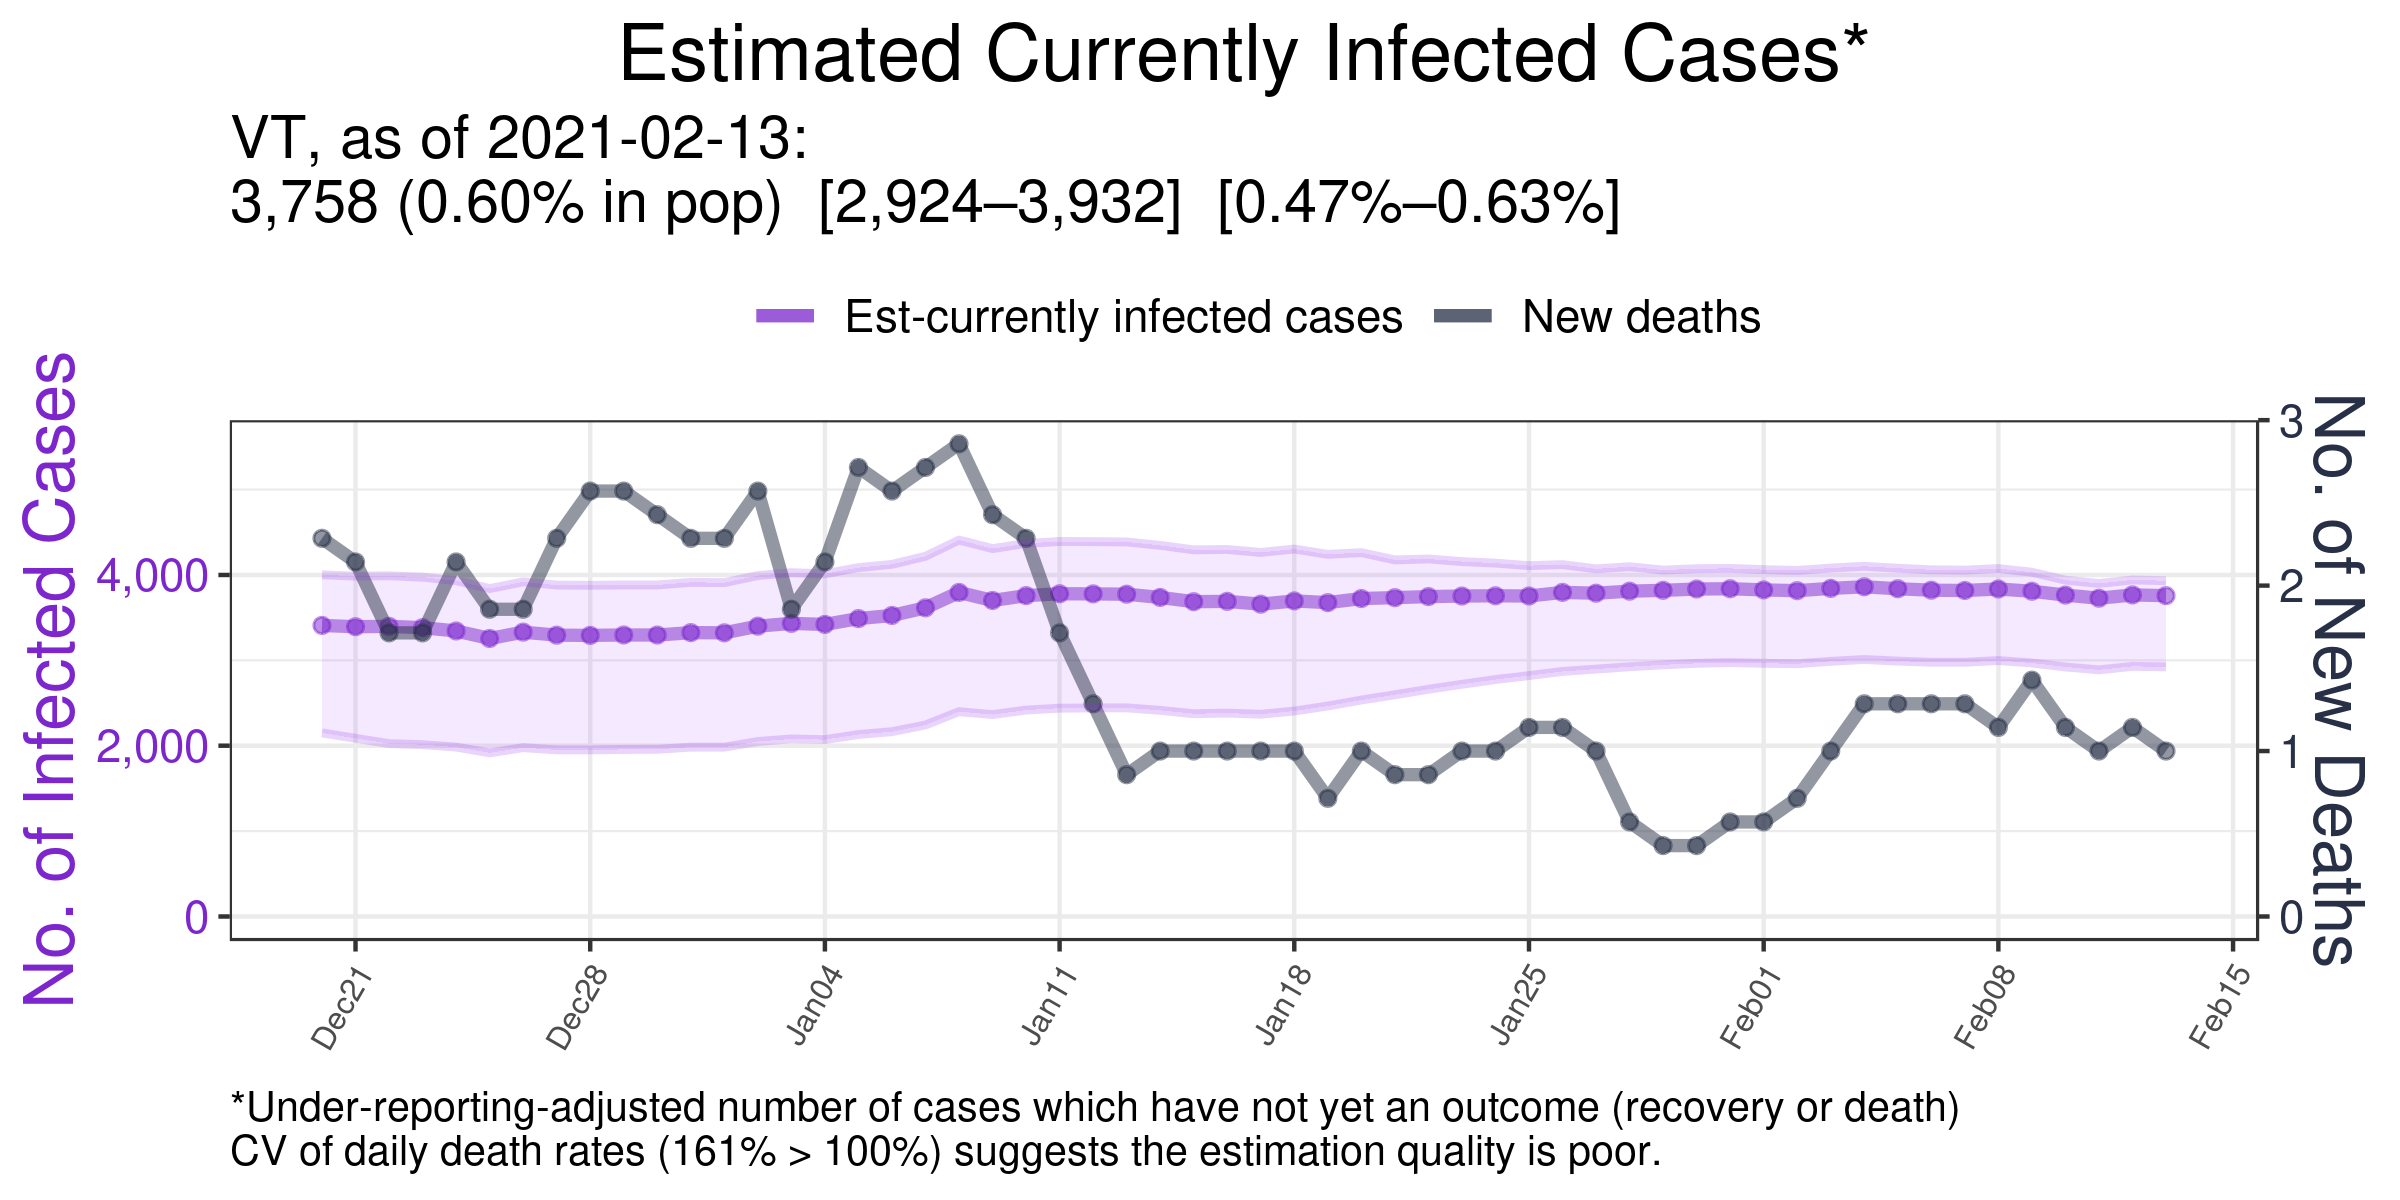 Estimated Currently Infected Cases*
VT, as of 2021-02-13:
3,758 (0.60% in pop)  [2,924–3,932]  [0.47%–0.63%]
Est-currently infected cases
New deaths
No. of Infected Cases
4,000
2,000
0
3
2
1
0
No. of New Deaths
Dec21
Dec28
Jan04
Jan11
Jan18
Jan25
Feb01
Feb08
Feb15
*Under-reporting-adjusted number of cases which have not yet an outcome (recovery or death)
CV of daily death rates (161% > 100%) suggests the estimation quality is poor.